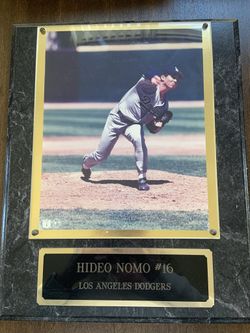 HIDEO NOMO #16
LOS ANGELES DODGERS